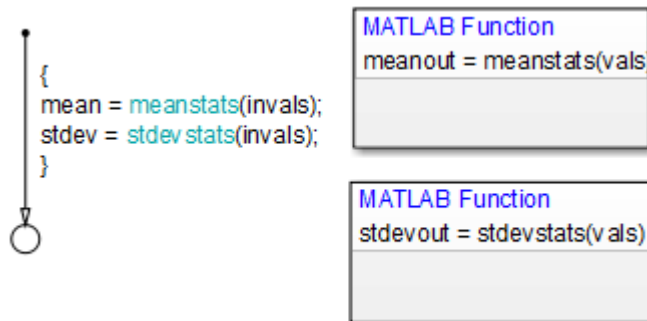 {
mean = meanstats(invals);
stdev = stdevstats(invals);
}
MATLAB Function
meanout = meanstats(vals)
MATLAB Function
stdevout = stdevstats(vals)